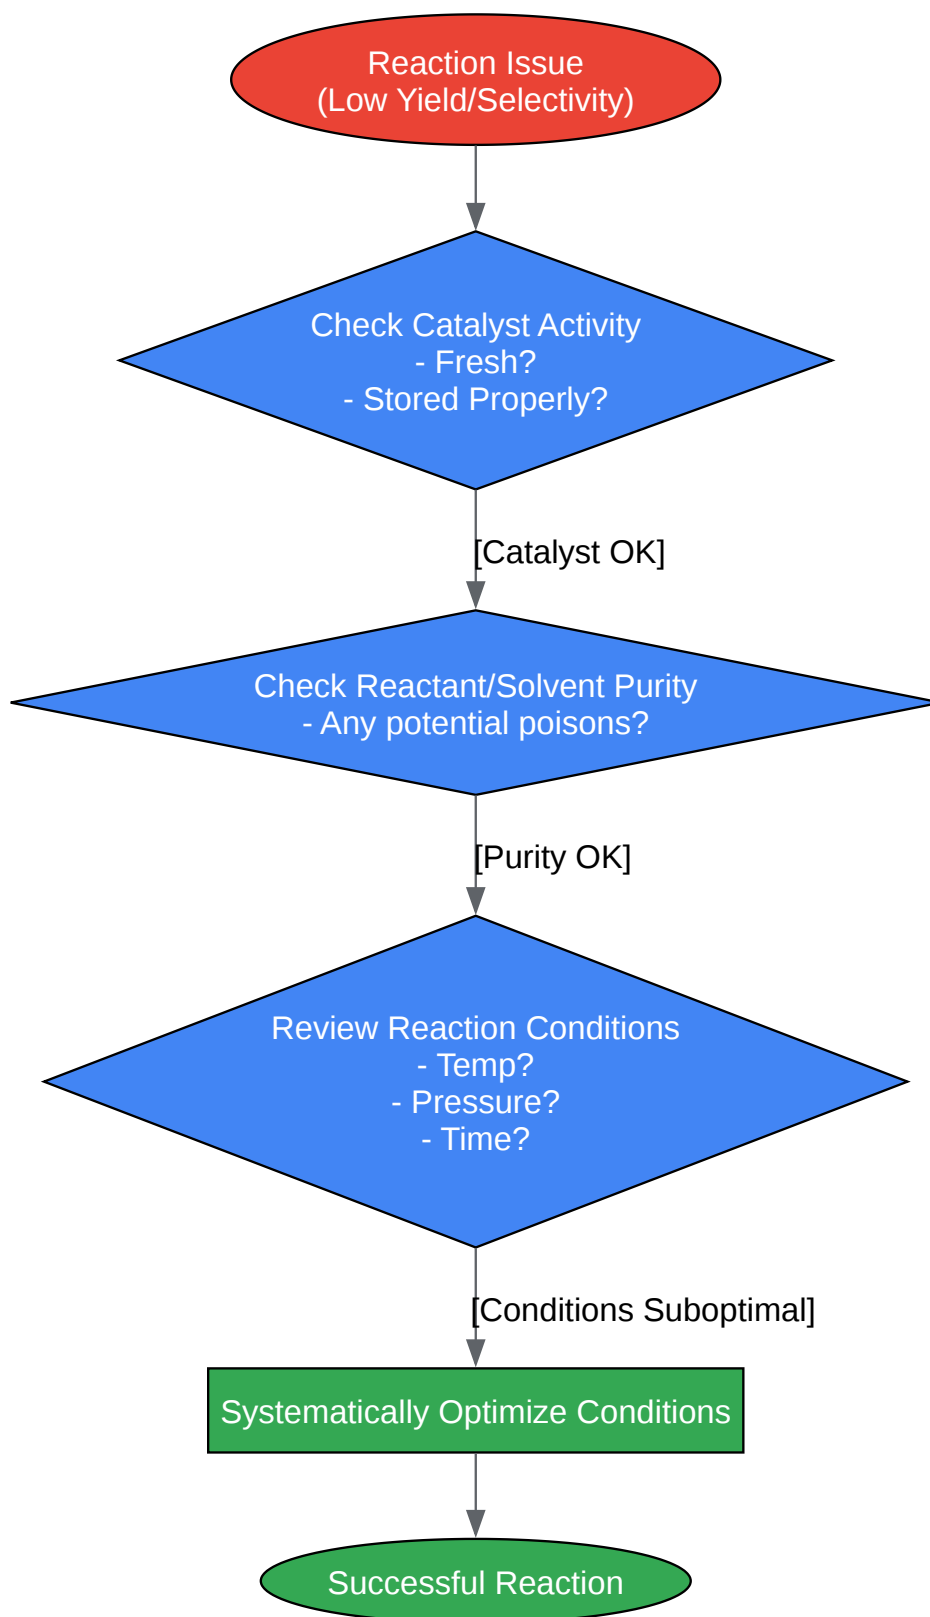 Reaction Issue
(Low Yield/Selectivity)
Check Catalyst Activity
- Fresh?
- Stored Properly?
[Catalyst OK]
Check Reactant/Solvent Purity
- Any potential poisons?
[Purity OK]
Review Reaction Conditions
- Temp?
- Pressure?
- Time?
[Conditions Suboptimal]
Systematically Optimize Conditions
Successful Reaction